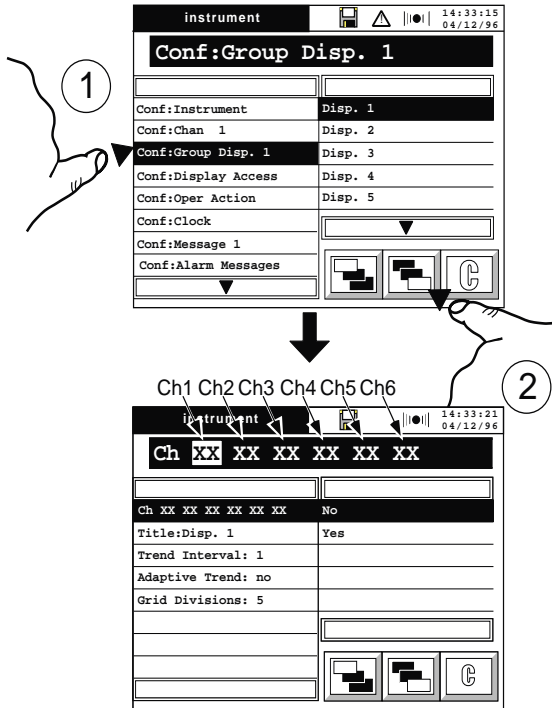 instrument
14:33:15
04/12/96
Conf:Group Disp. 1
1
Conf:Instrument
Disp. 1
Conf:Chan 1
Disp. 2
Conf:Group Disp. 1
Disp. 3
Conf:Display Access
Disp. 4
Conf:Oper Action
Disp. 5
Conf:Clock
Conf:Message 1
Conf:Alarm Messages
C
2
Ch1 Ch2 Ch3 Ch4 Ch5 Ch6
instrument
14:33:21
04/12/96
Ch XX XX XX XX XX XX
Ch XX XX XX XX XX XX
No
Title:Disp. 1
Yes
Trend Interval: 1
Adaptive Trend: no
Grid Divisions: 5
C